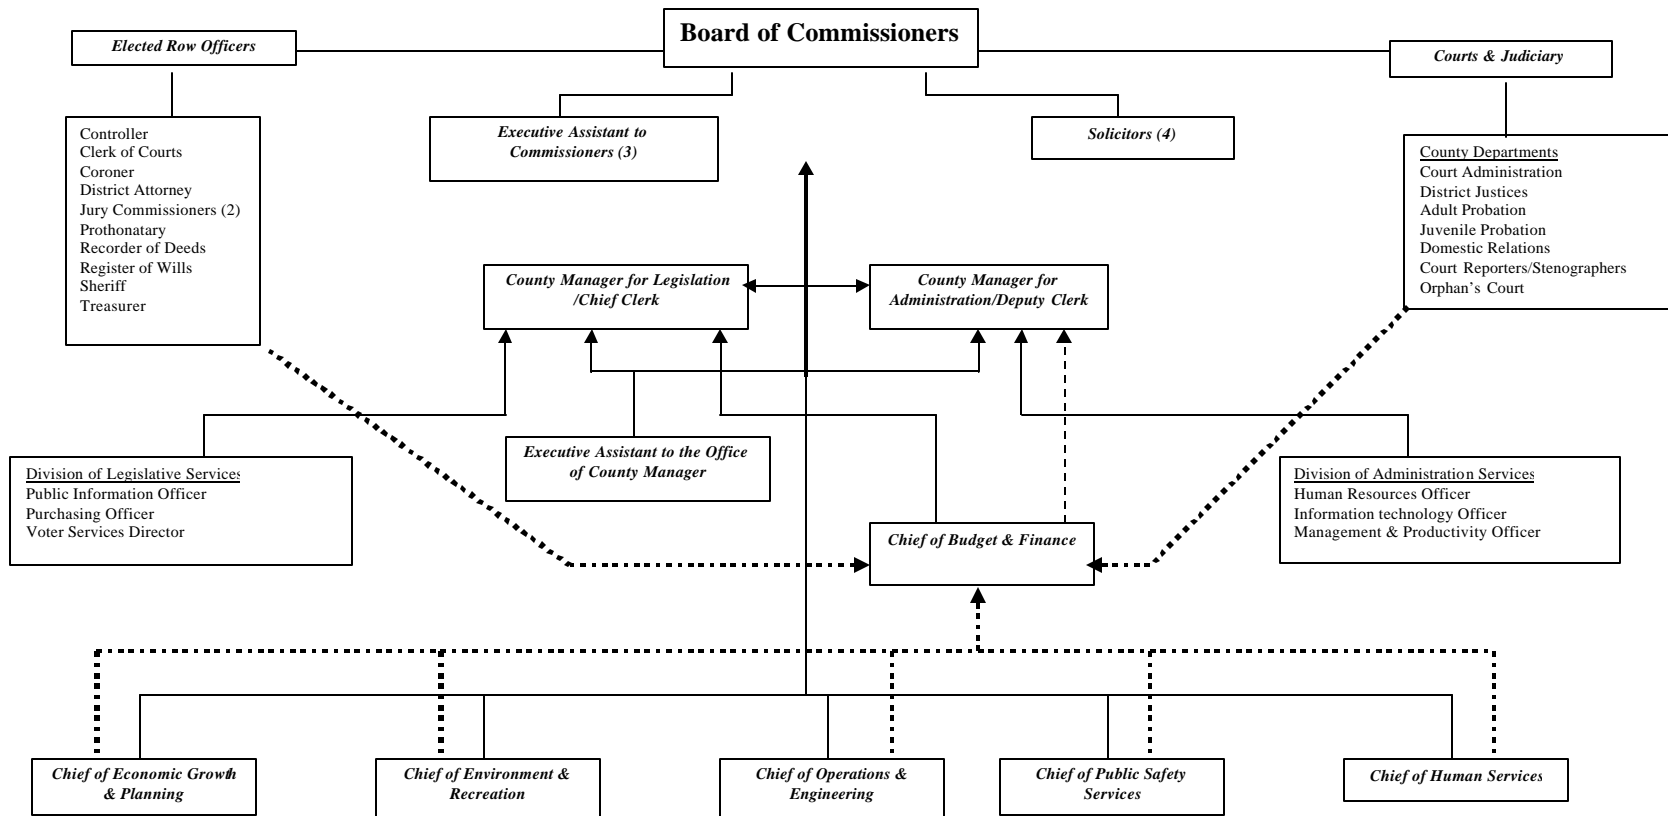 Board of Commissioners
Elected Row Officers
Courts & Judiciary
Executive Assistant to
Commissioners (3)
Solicitors (4)
Controller
Clerk of Courts
Coroner
District Attorney
Jury Commissioners (2)
Prothonatary
Recorder of Deeds
Register of Wills
Sheriff
Treasurer
County Departments
Court Administration
District Justices
Adult Probation
Juvenile Probation
Domestic Relations
Court Reporters/Stenographers
Orphan's Court
County Manager for Legislation
/Chief Clerk
County Manager for
Administration/Deputy Clerk
Division of Legislative Services
Public Information Officer
Purchasing Officer
Voter Services Director
Executive Assistant to the Office
of County Manager
Division of Administration Services
Human Resources Officer
Information technology Officer
Management & Productivity Officer
Chief of Budget & Finance
Chief of Economic Growth
& Planning
Chief of Environment &
Recreation
Chief of Operations &
Engineering
Chief of Public Safety
Services
Chief of Human Services